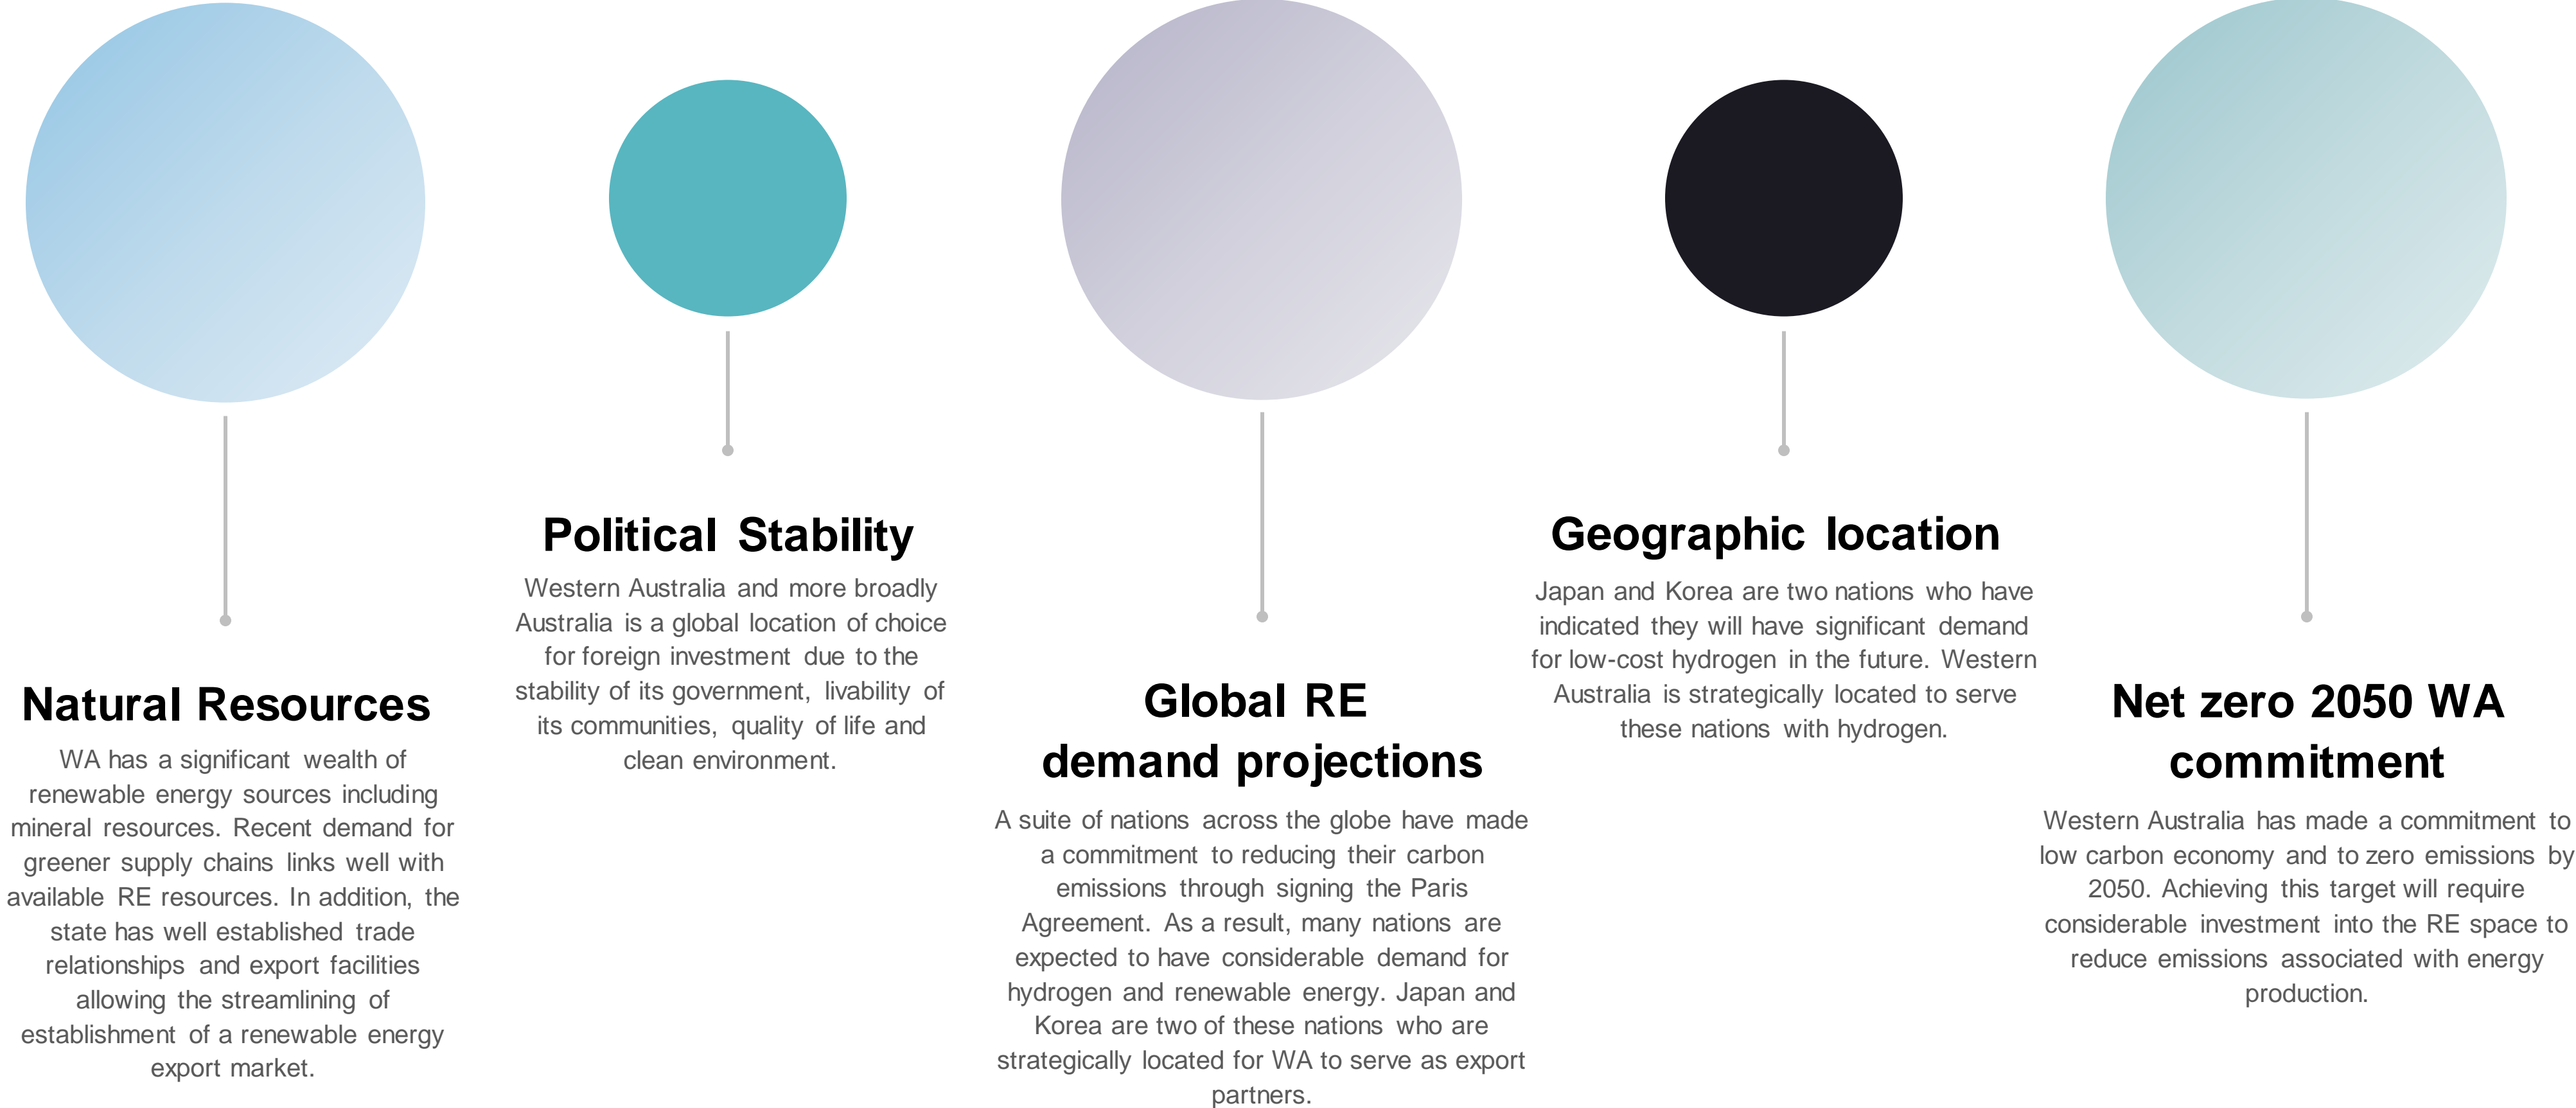 Natural Resources
WA has a significant wealth of
renewable energy sources including
mineral resources. Recent demand for
greener supply chains links well with
available RE resources. In addition, the
state has well established trade
relationships and export facilities
allowing the streamlining of
establishment of a renewable energy
export market.
Political Stability
Western Australia and more broadly
Australia is a global location of choice
for foreign investment due to the
stability of its government, livability of
its communities, quality of life and
clean environment.
Global RE
demand projections
A suite of nations across the globe have made
a commitment to reducing their carbon
emissions through signing the Paris
Agreement. As a result, many nations are
expected to have considerable demand for
hydrogen and renewable energy. Japan and
Korea are two of these nations who are
strategically located for WA to serve as export
partners.
Geographic location
Japan and Korea are two nations who have
indicated they will have significant demand
for low-cost hydrogen in the future. Western
Australia is strategically located to serve
these nations with hydrogen.
Net zero 2050 WA
commitment
Western Australia has made a commitment to
low carbon economy and to zero emissions by
2050. Achieving this target will require
considerable investment into the RE space to
reduce emissions associated with energy
production.